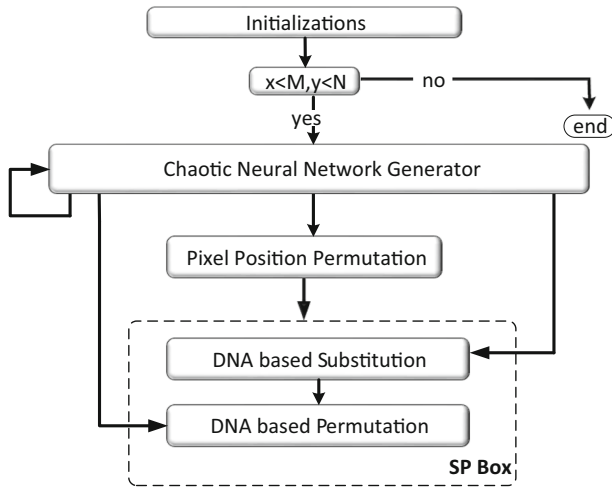 Initializations
x<M,y<N
no
yes
end
Chaotic Neural Network Generator
Pixel Position Permutation
DNA based Substitution
DNA based Permutation
SP Box